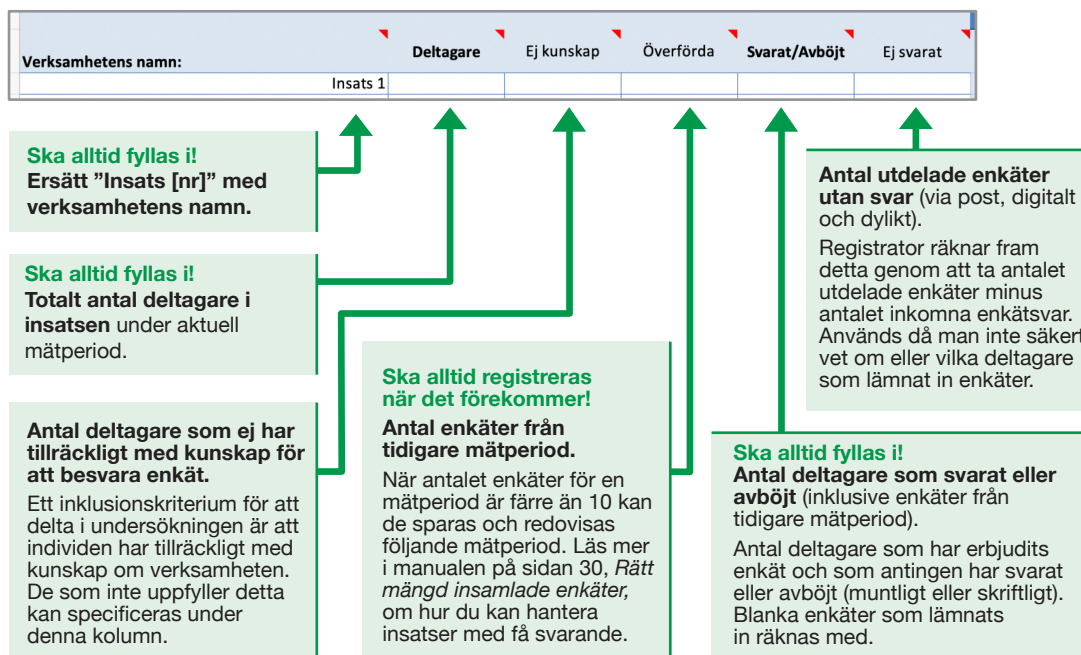 Verksamhetens namn:
Deltagare
Ej kunskap
Överförda
Svarat/Avböjt
Ej svarat
Insats 1
Ska alltid fyllas i!
Ersätt ”Insats [nr]” med
verksamhetens namn.
Ska alltid fyllas i!
Totalt antal deltagare i
insatsen under aktuell
mätperiod.
Antal deltagare som ej har
tillräckligt med kunskap för
att besvara enkät.
Ett inklusionskriterium för att
delta i undersökningen är att
individen har tillräckligt med
kunskap om verksamheten.
De som inte uppfyller detta
kan specificeras under
denna kolumn.
Ska alltid registreras
när det förekommer!
Antal enkäter från
tidigare mätperiod.
När antalet enkäter för en
mätperiod är färre än 10 kan
de sparas och redovisas
följande mätperiod. Läs mer
i manualen på sidan 30, Rätt
mängd insamlade enkäter,
om hur du kan hantera
insatser med få svarande.
Antal utdelade enkäter
utan svar (via post, digitalt
och dylikt).
Registrator räknar fram
detta genom att ta antalet
utdelade enkäter minus
antalet inkomna enkätsvar.
Används då man inte säkert
vet om eller vilka deltagare
som lämnat in enkäter.
Ska alltid fyllas i!
Antal deltagare som svarat eller
avböjt (inklusive enkäter från
tidigare mätperiod).
Antal deltagare som har erbjudits
enkät och som antingen har svarat
eller avböjt (muntligt eller skriftligt).
Blanka enkäter som lämnats
in räknas med.